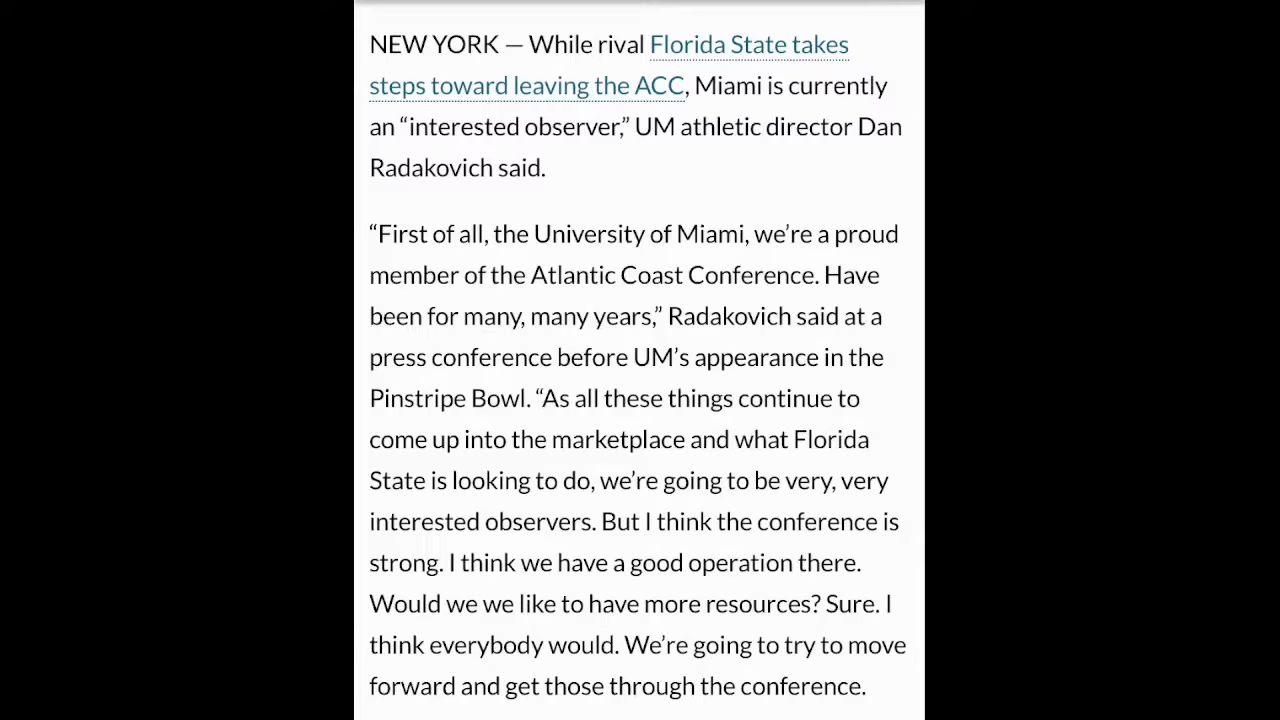 NEW YORK — While rival Florida State takes
steps toward leaving the ACC, Miami is currently
an “interested observer,” UM athletic director Dan
Radakovich said.
“First of all, the University of Miami, we’re a proud
member of the Atlantic Coast Conference. Have
been for many, many years,” Radakovich said at a
press conference before UM’s appearance in the
Pinstripe Bowl. “As all these things continue to
come up into the marketplace and what Florida
State is looking to do, we’re going to be very, very
interested observers. But I think the conference is
strong. I think we have a good operation there.
Would we we like to have more resources? Sure. I
think everybody would. We’re going to try to move
forward and get those through the conference.